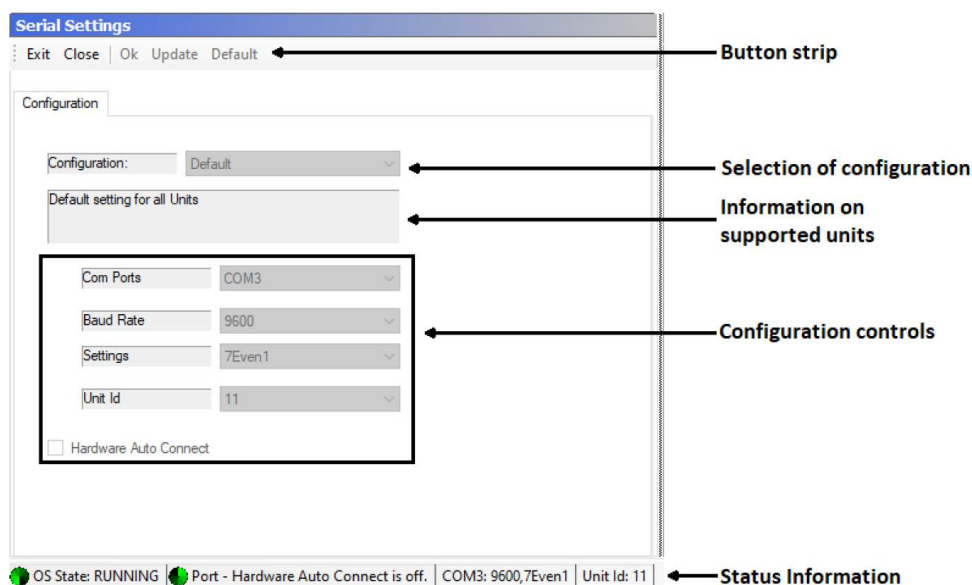 Serial Settings
Exit Close Ok Update Default
Button strip
Configuration
Configuration: Default
Selection of configuration
Default setting for all Units
Information on
supported units
Com Ports COM3
Baud Rate 9600
Configuration controls
Settings 7Even1
Unit Id 11
Hardware Auto Connect
OS State: RUNNING Port - Hardware Auto Connect is off. COM3: 9600,7Even1 Unit Id: 11
Status Information